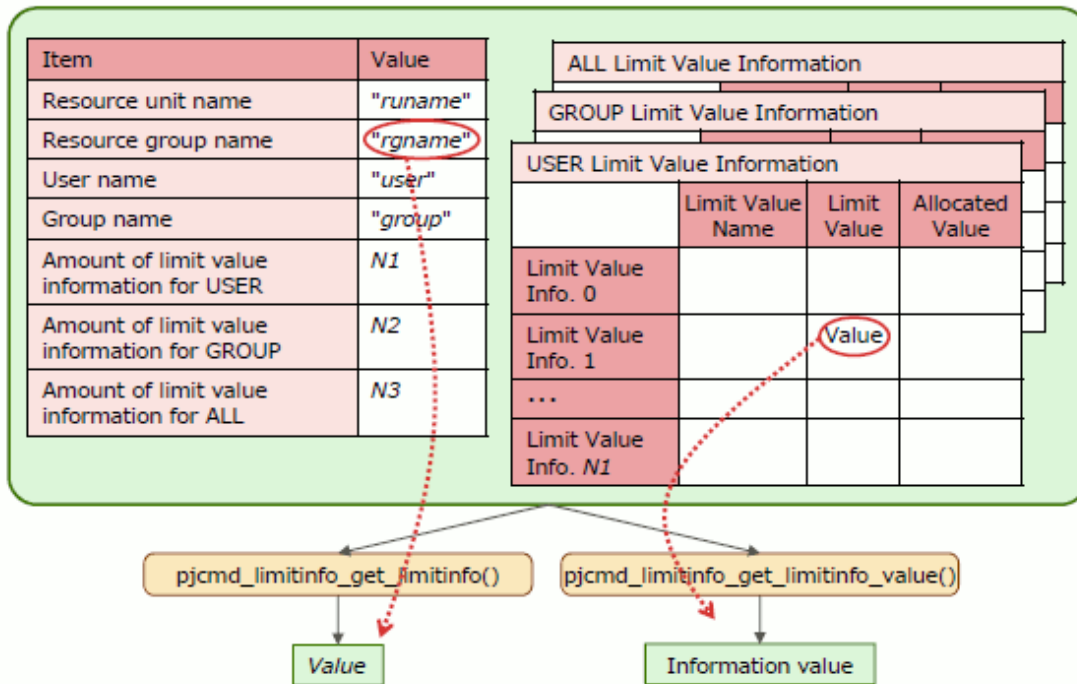 Item Value
Resource unit name "runame"
Resource group name "rgname"
User name "user"
Group name "group"
Amount of limit value
information for USER
N1
Amount of limit value
information for GROUP
N2
Amount of limit value
information for ALL
N3
ALL Limit Value Information
GROUP Limit Value Information
USER Limit Value Information
Limit Value
Name
Limit
Value
Allocated
Value
Limit Value
Info. 0
Limit Value
Info. 1
Value
...
Limit Value
Info. N1
pjcmd_limitinfo_get_limitinfo()
pjcmd_limitinfo_get_limitinfo_value()
Value
Information value